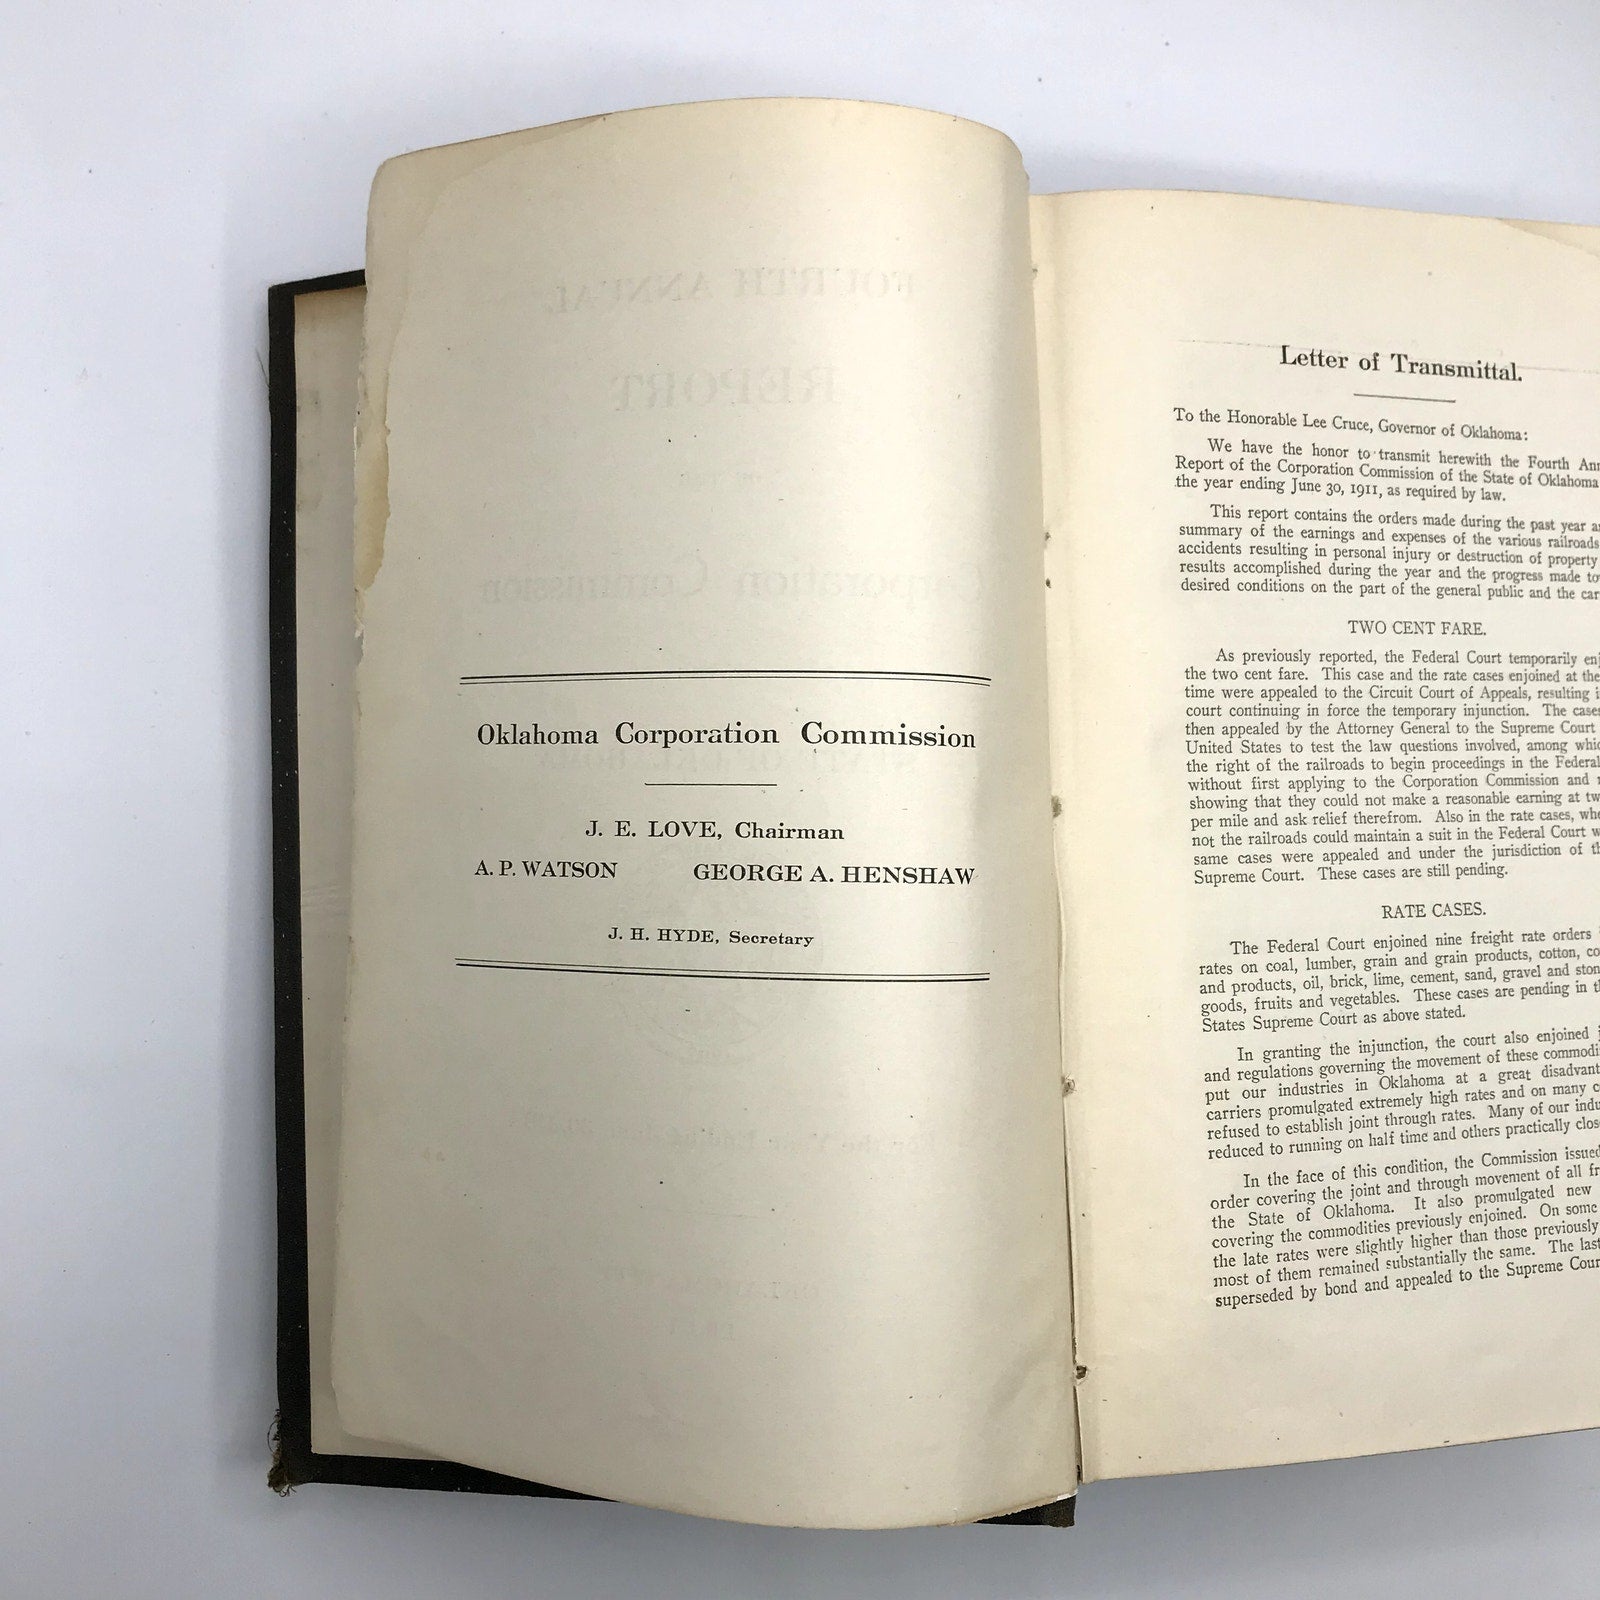 Oklahoma Corporation Commission
J. E. LOVE, Chairman
A. P. WATSON GEORGE A. HENSHAW
J. H. HYDE, Secretary
Letter of Transmittal.
To the Honorable Lee Cruce, Governor of Oklahoma:
We have the honor to transmit herewith the Fourth
Report of the Corporation Commission of the State of Oklahoma
the year ending June 30, 1911, as required by law.
This report contains the orders made during the past year
summary of the earnings and expenses of the various railroads
accidents resulting in personal injury or destruction of property
results accomplished during the year and the progress made
desired conditions on the part of the general public and the
TWO CENT FARE.
As previously reported, the Federal Court temporarily
the two cent fare. This case and the rate cases enjoined at the
time were appealed to the Circuit Court of Appeals, resulting
court continuing in force the temporary injunction. The
then appealed by the Attorney General to the Supreme Court
United States to test the law questions involved, among
the right of the railroads to begin proceedings in the Federal
without first applying to the Corporation Commission and
showing that they could not make a reasonable earning at
per mile and ask relief therefrom. Also in the rate cases,
not the railroads could maintain a suit in the Federal Court
same cases were appealed and under the jurisdiction of
Supreme Court. These cases are still pending.
RATE CASES.
The Federal Court enjoined nine freight rate orders
rates on coal, lumber, grain and grain products, cotton,
and products, oil, brick, lime, cement, sand, gravel and
goods, fruits and vegetables. These cases are pending in
States Supreme Court as above stated.
In granting the injunction, the court also enjoined
and regulations governing the movement of these
put our industries in Oklahoma at a great
carriers promulgated extremely high rates and on many
refused to establish joint through rates. Many of our
reduced to running on half time and others practically
In the face of this condition, the Commission issued
order covering the joint and through movement of all
the State of Oklahoma. It also promulgated new
covering the commodities previously enjoined. On some
the late rates were slightly higher than those previously
most of them remained substantially the same. The last
superseded by bond and appealed to the Supreme